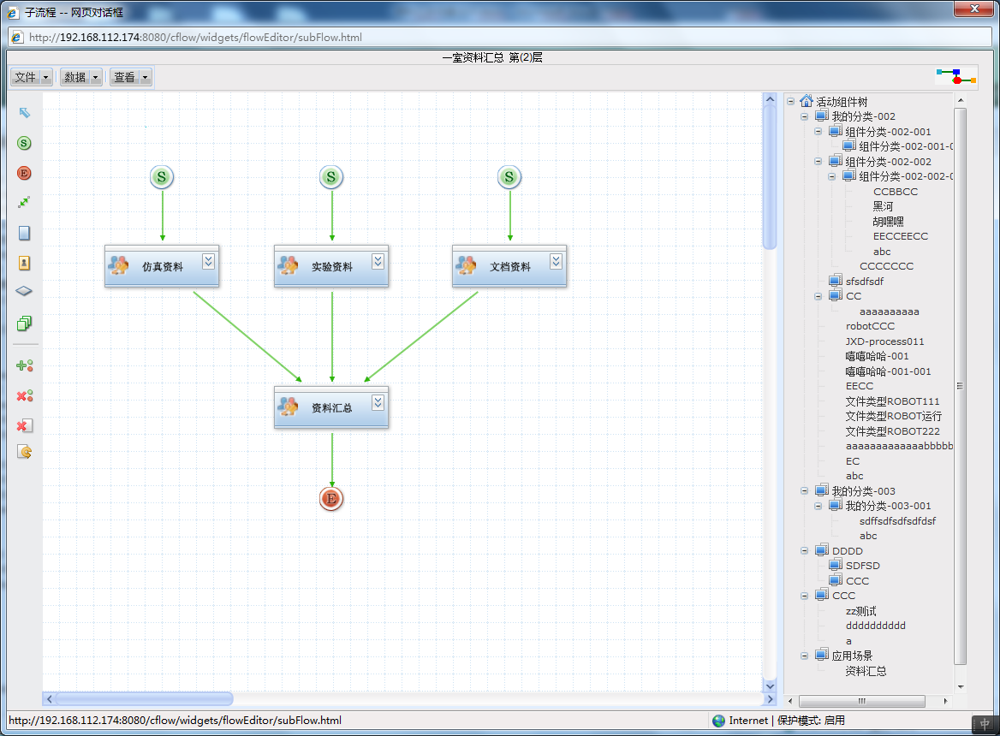 子流程 -- 网页对话框
http://192.168.112.174:8080/cflow/widgets/flowEditor/subFlow.html
一室资料汇总 第(2)层
文件
数据
查看
S
E
S
S
S
仿真资料
实验资料
文档资料
资料汇总
E
活动组件树
我的分类-002
组件分类-002-001
组件分类-002-001-0
组件分类-002-002
组件分类-002-002-0
CCBBCC
黑河
胡嘿嘿
EECCEECC
abc
CCCCCCC
sfsdfsdf
CC
aaaaaaaaaa
robotCCC
JXD-process011
嘻嘻哈哈-001
嘻嘻哈哈-001-001
EECC
文件类型ROBOT111
文件类型ROBOT运行
文件类型ROBOT222
aaaaaaaaaaaaabbbbb
EC
abc
我的分类-003
我的分类-003-001
sdffsdfsdfsdfdsf
abc
DDDD
SDFSD
CCC
CCC
zz测试
dddddddddd
a
应用场景
资料汇总
http://192.168.112.174:8080/cflow/widgets/flowEditor/subFlow.html
Internet | 保护模式: 启用
中